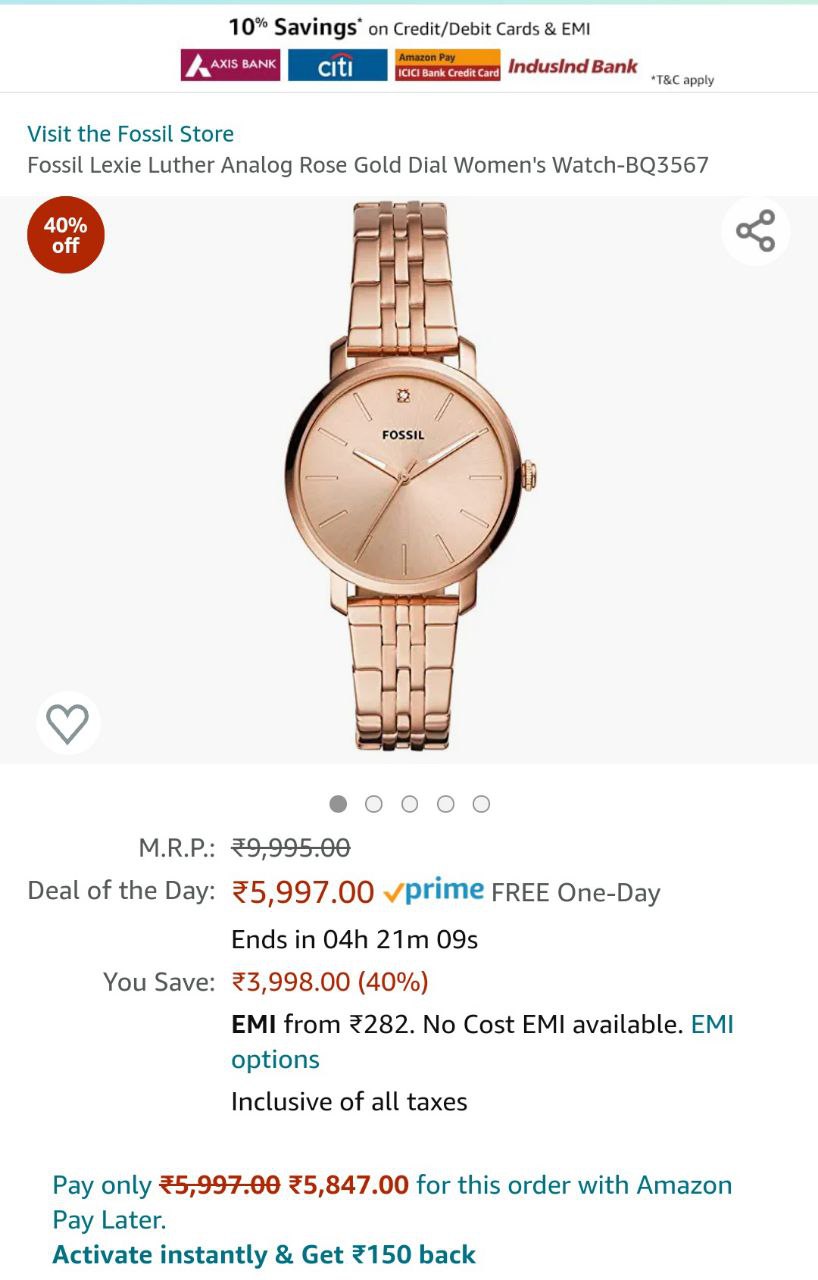 10% Savings* on Credit/Debit Cards & EMI
AXIS BANK citi Amazon Pay ICICI Bank Credit Card IndusInd Bank *T&C apply
Visit the Fossil Store
Fossil Lexie Luther Analog Rose Gold Dial Women's Watch-BQ3567
40%
off
FOSSIL
M.R.P.: ₹9,995.00
Deal of the Day: ₹5,997.00 prime FREE One-Day
Ends in 04h 21m 09s
You Save: ₹3,998.00 (40%)
EMI from ₹282. No Cost EMI available. EMI
options
Inclusive of all taxes
Pay only ₹5,997.00 ₹5,847.00 for this order with Amazon
Pay Later.
Activate instantly & Get ₹150 back